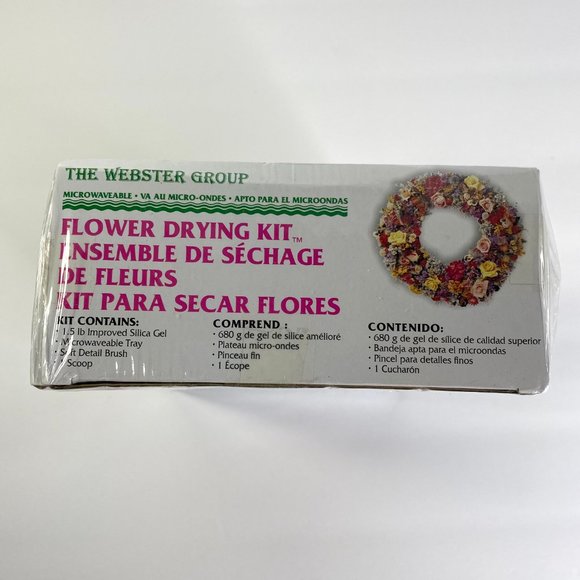 THE WEBSTER GROUP
MICROWAVEABLE • VA AU MICRO-ONDES • APTO PARA EL MICROONDAS
FLOWER DRYING KIT™
ENSEMBLE DE SÉCHAGE
DE FLEURS
KIT PARA SECAR FLORES
KIT CONTAINS:
• 1.5 lb Improved Silica Gel
• Microwaveable Tray
• Soft Detail Brush
Scoop
COMPREND :
• 680 g de gel de silice amélioré
• Plateau micro-ondes
• Pinceau fin
• 1 Écope
CONTENIDO:
• 680 g de gel de sílice de calidad superior
• Bandeja apta para el microondas
• Pincel para detalles finos
• 1 Cucharón